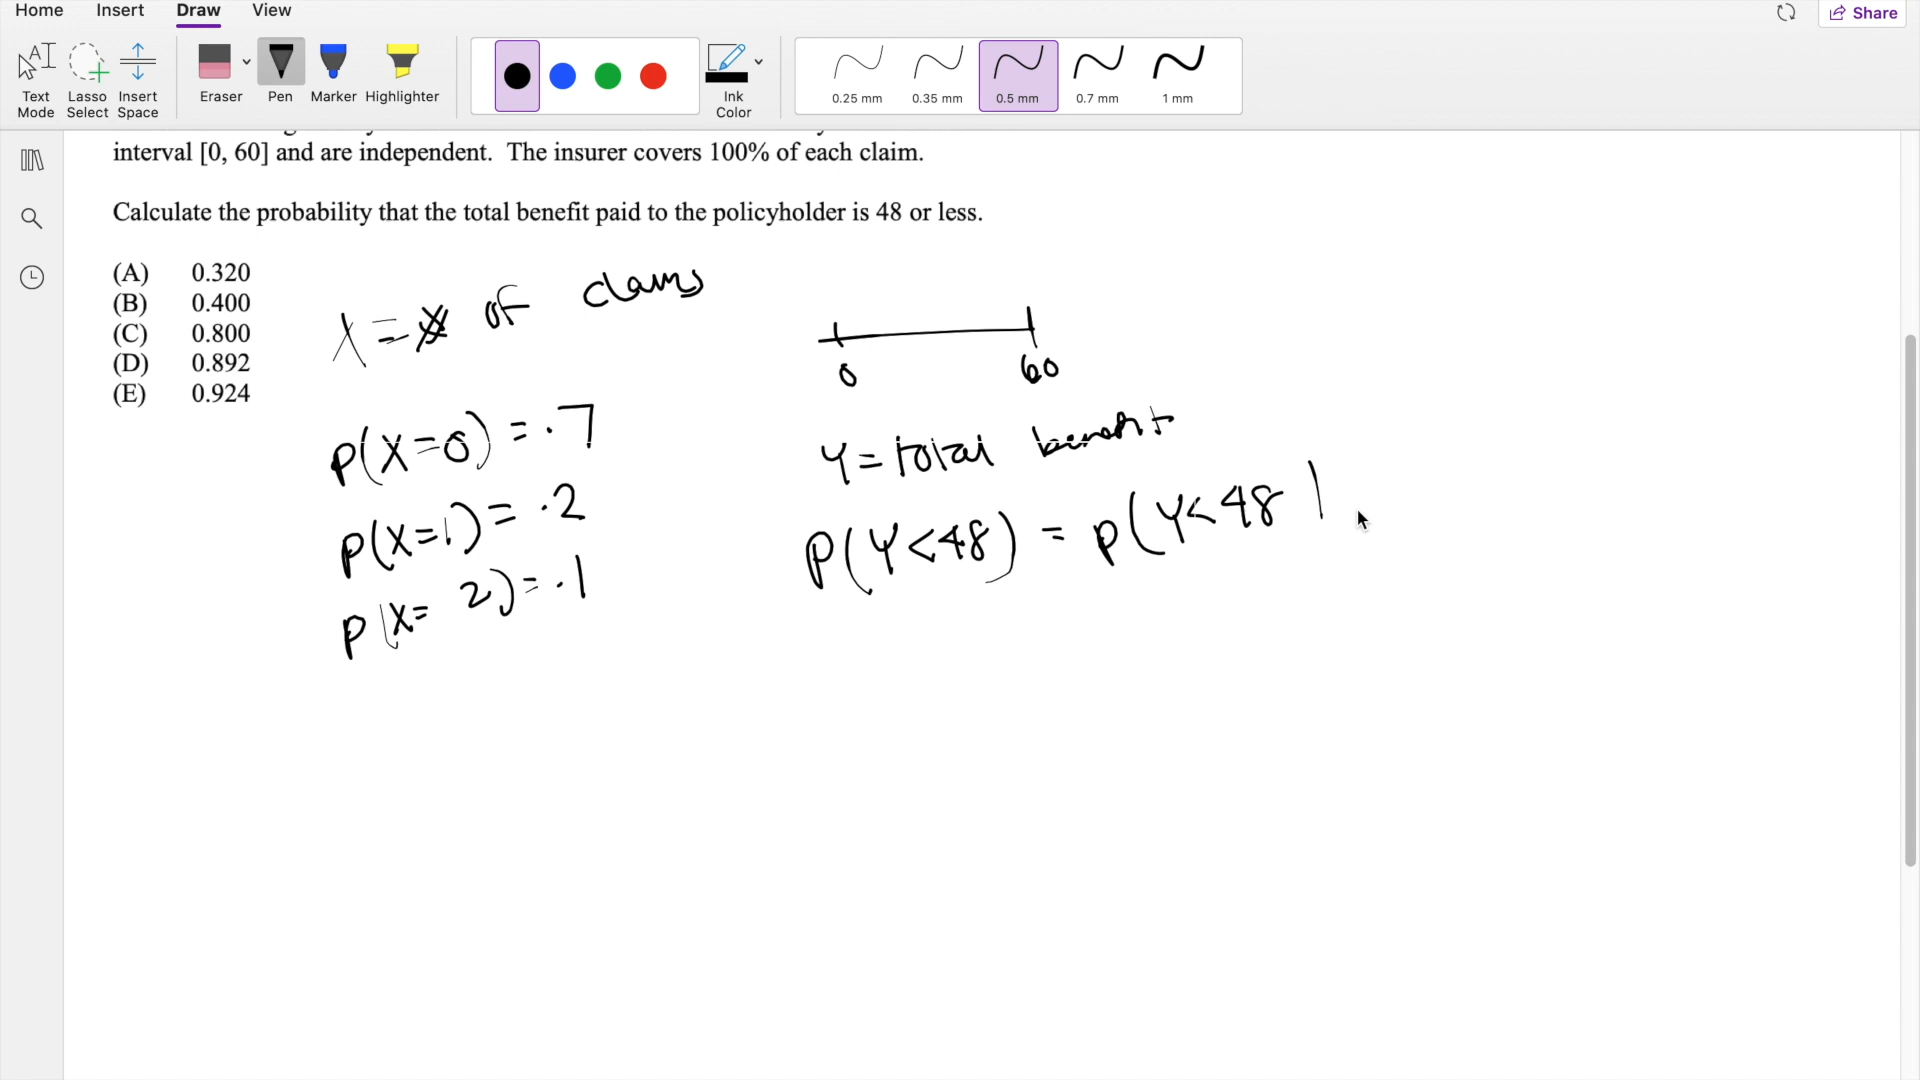 Home Insert Draw View
Share
Text Mode
Lasso Select
Insert Space
Eraser
Pen
Marker
Highlighter
Ink Color
0.25 mm
0.35 mm
0.5 mm
0.7 mm
1 mm
interval [0, 60] and are independent. The insurer covers 100% of each claim.
Calculate the probability that the total benefit paid to the policyholder is 48 or less.
(A) 0.320
(B) 0.400
(C) 0.800
(D) 0.892
(E) 0.924
X = # of claims
0 60
P(X=0) = .7
P(X=1) = .2
P(X= 2) = .1
Y = total benefit
P(Y<48) = P(Y<48 |